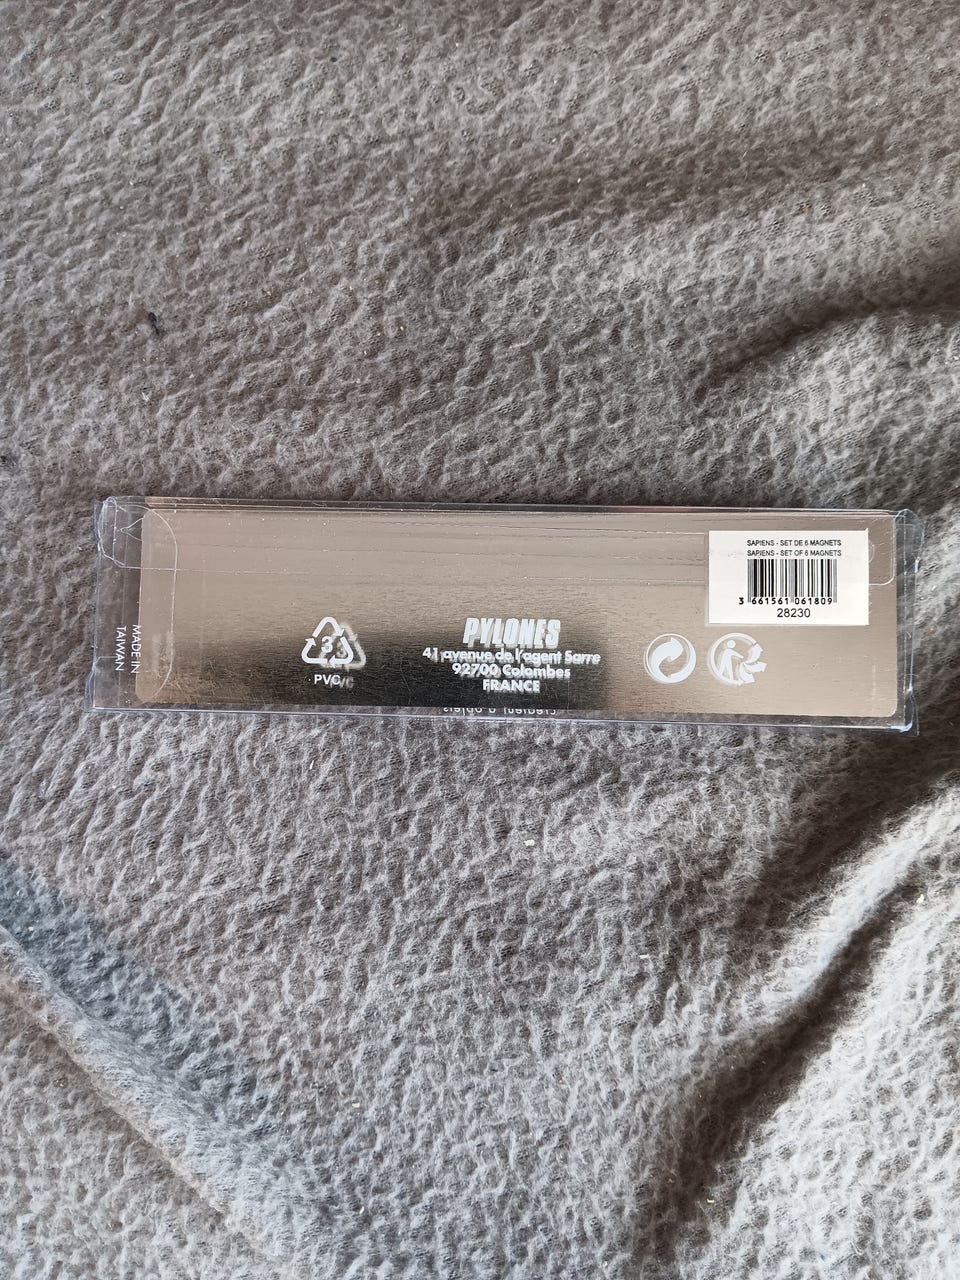 SAPIENS - SET DE 6 MAGNETS
SAPIENS - SET OF 6 MAGNETS
3 661561 061809
28230
MADE IN
TAIWAN
3
PVC
PYLONES
41 avenue de l'agent Sarre
92700 Colombes
FRANCE